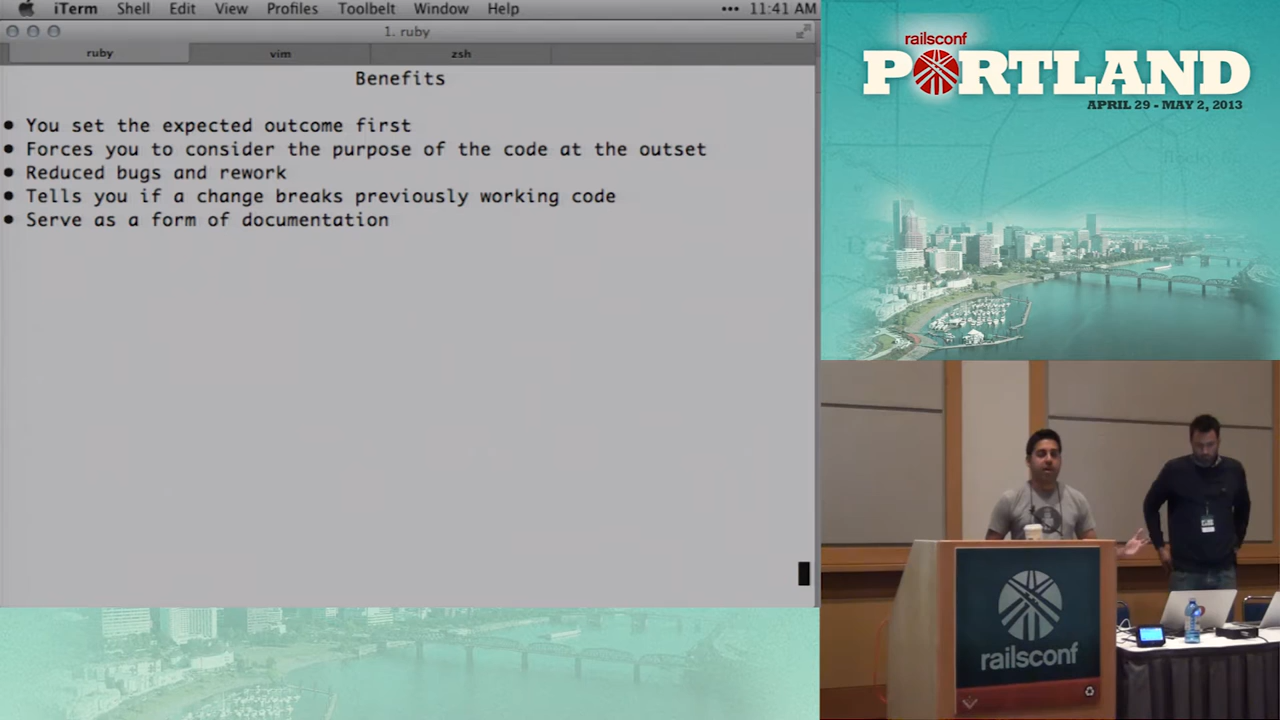 iTerm Shell Edit View Profiles Toolbelt Window Help ••• 11:41 AM
1. ruby
ruby vim zsh
Benefits
• You set the expected outcome first
• Forces you to consider the purpose of the code at the outset
• Reduced bugs and rework
• Tells you if a change breaks previously working code
• Serve as a form of documentation
railsconf
PORTLAND
APRIL 29 - MAY 2, 2013
railsconf